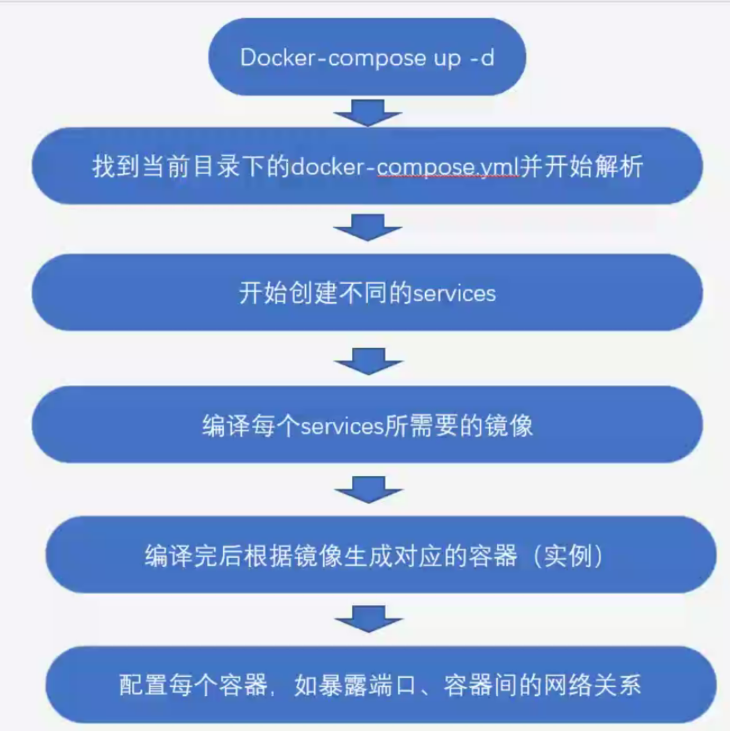 Docker-compose up -d
找到当前目录下的docker-compose.yml并开始解析
开始创建不同的services
编译每个services所需要的镜像
编译完后根据镜像生成对应的容器（实例）
配置每个容器，如暴露端口、容器间的网络关系